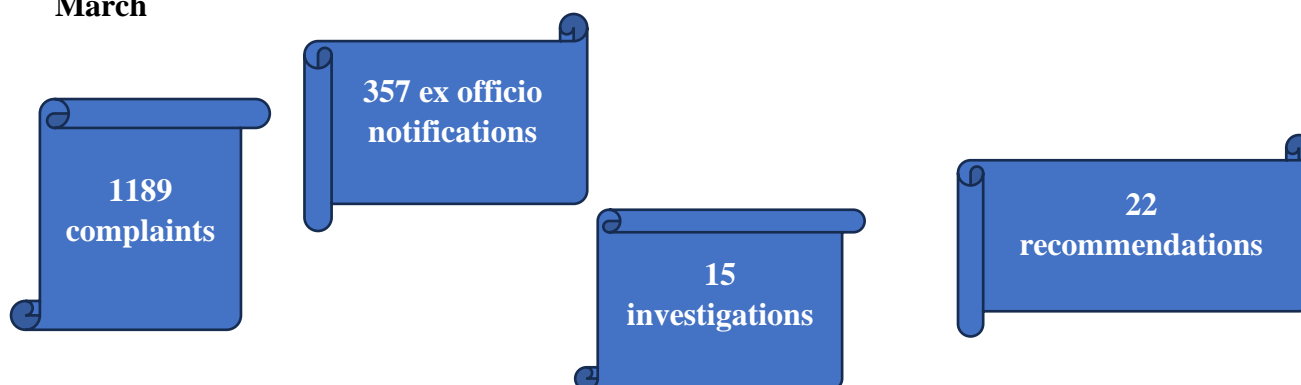 March
357 ex officio
notifications
1189
complaints
15
investigations
22
recommendations